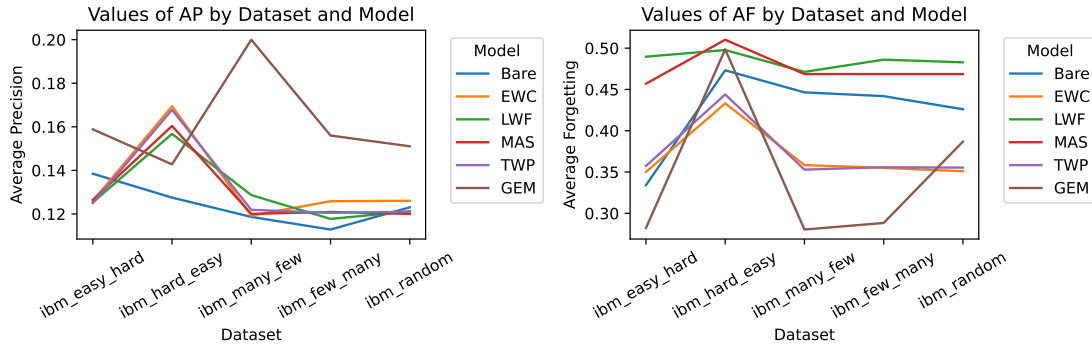 Values of AP by Dataset and Model
Average Precision
0.20
0.18
0.16
0.14
0.12
ibm_easy_hard
ibm_hard_easy
ibm_many_few
ibm_few_many
ibm_random
Dataset
Model
Bare
EWC
LWF
MAS
TWP
GEM
Values of AF by Dataset and Model
Average Forgetting
0.50
0.45
0.40
0.35
0.30
ibm_easy_hard
ibm_hard_easy
ibm_many_few
ibm_few_many
ibm_random
Dataset
Model
Bare
EWC
LWF
MAS
TWP
GEM